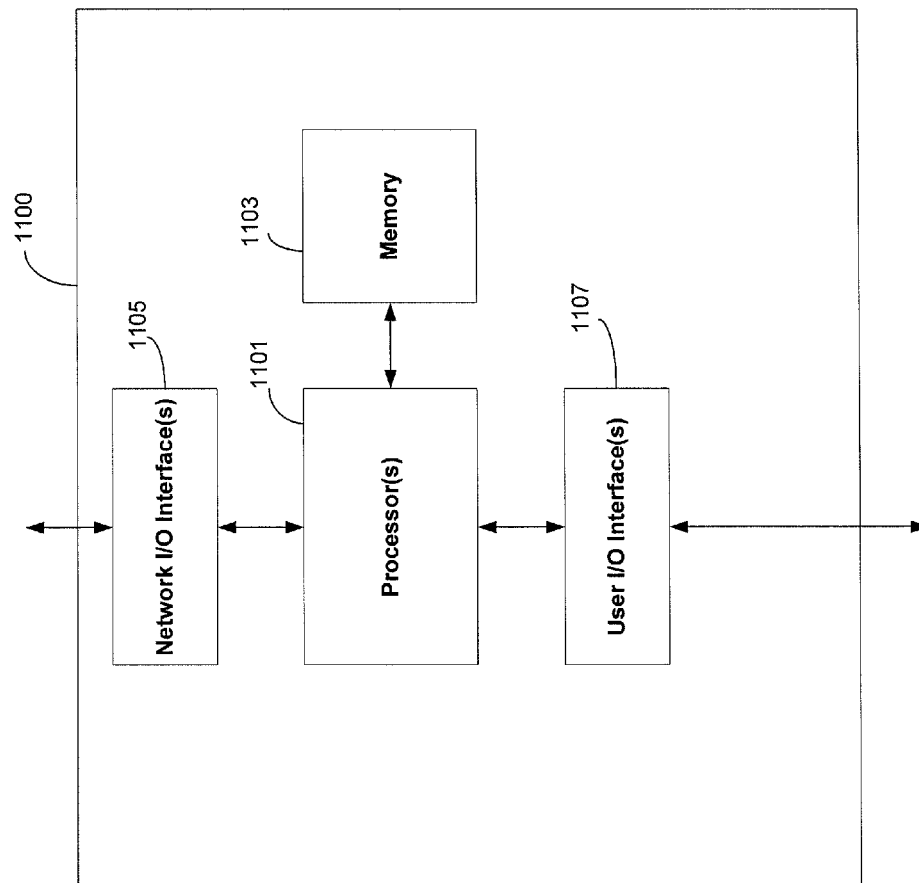 1100
1105
Network I/O Interface(s)
1101
Processor(s)
1103
Memory
1107
User I/O Interface(s)